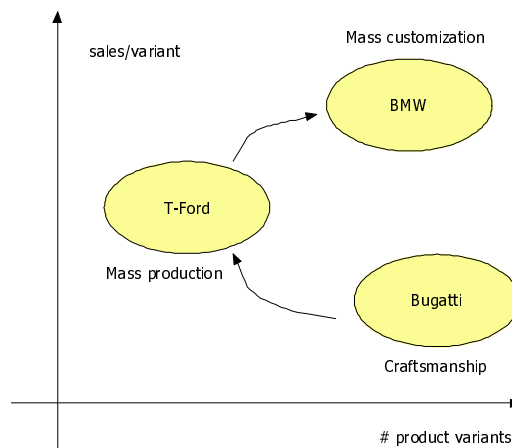 Mass customization
sales/variant
BMW
T-Ford
Mass production
Bugatti
Craftsmanship
# product variants